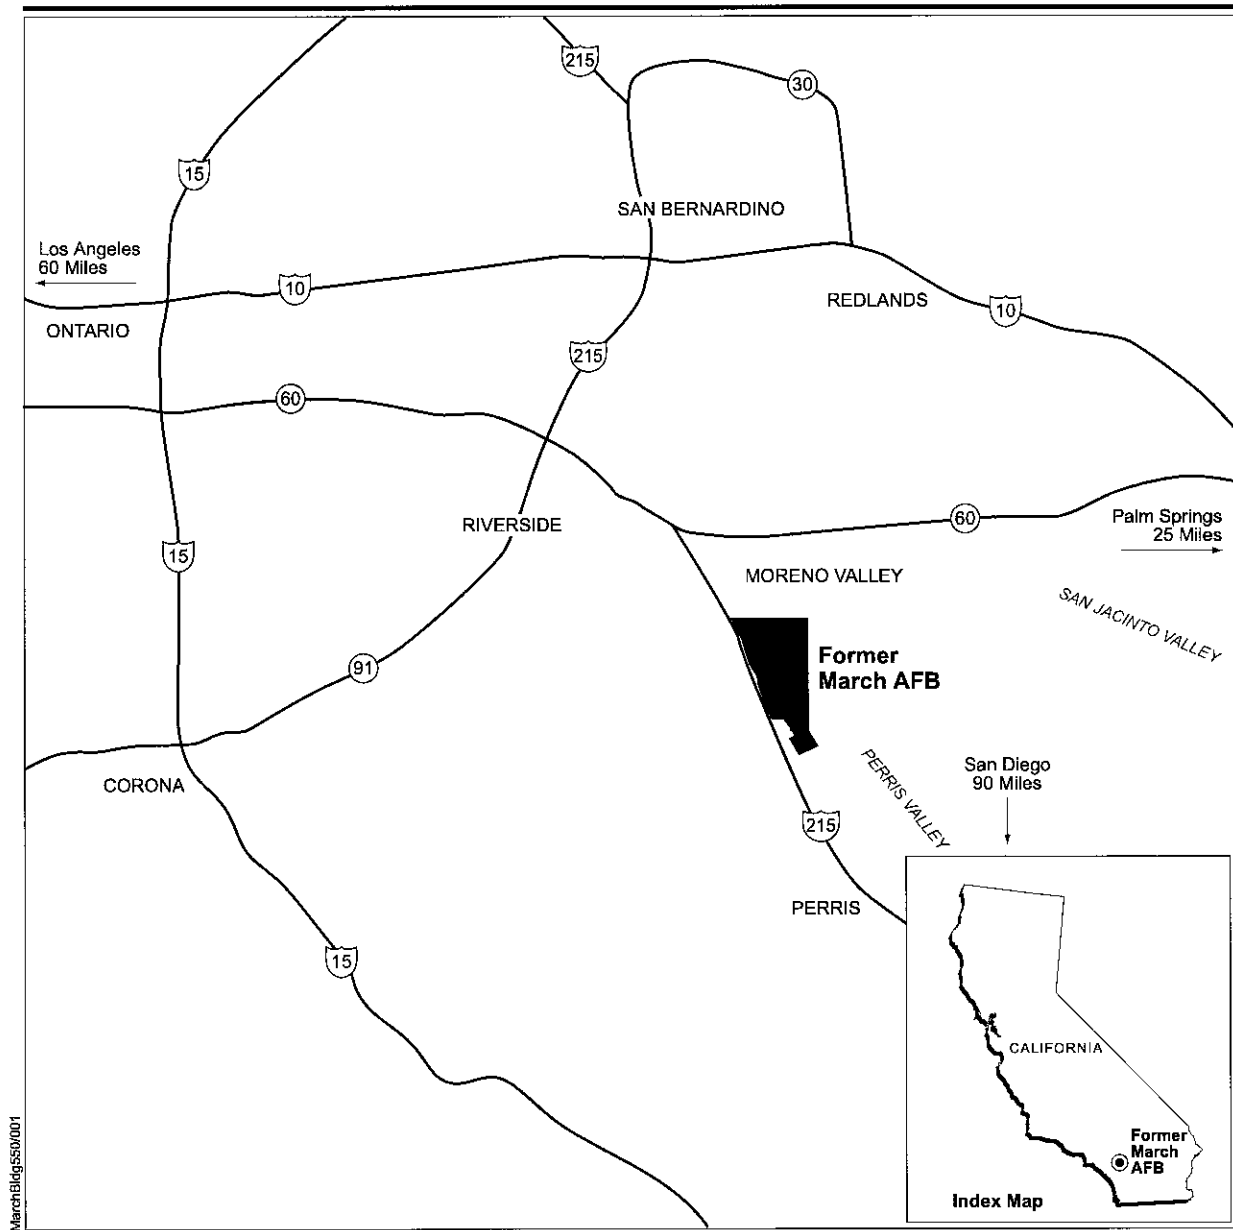 215
30
15
SAN BERNARDINO
Los Angeles
60 Miles
10
REDLANDS
10
ONTARIO
215
60
RIVERSIDE
60
Palm Springs
25 Miles
15
MORENO VALLEY
SAN JACINTO VALLEY
Former
March AFB
91
CORONA
PERRIS VALLEY
San Diego
90 Miles
215
PERRIS
15
CALIFORNIA
Former
March
AFB
Index Map
MarchBldg550/001